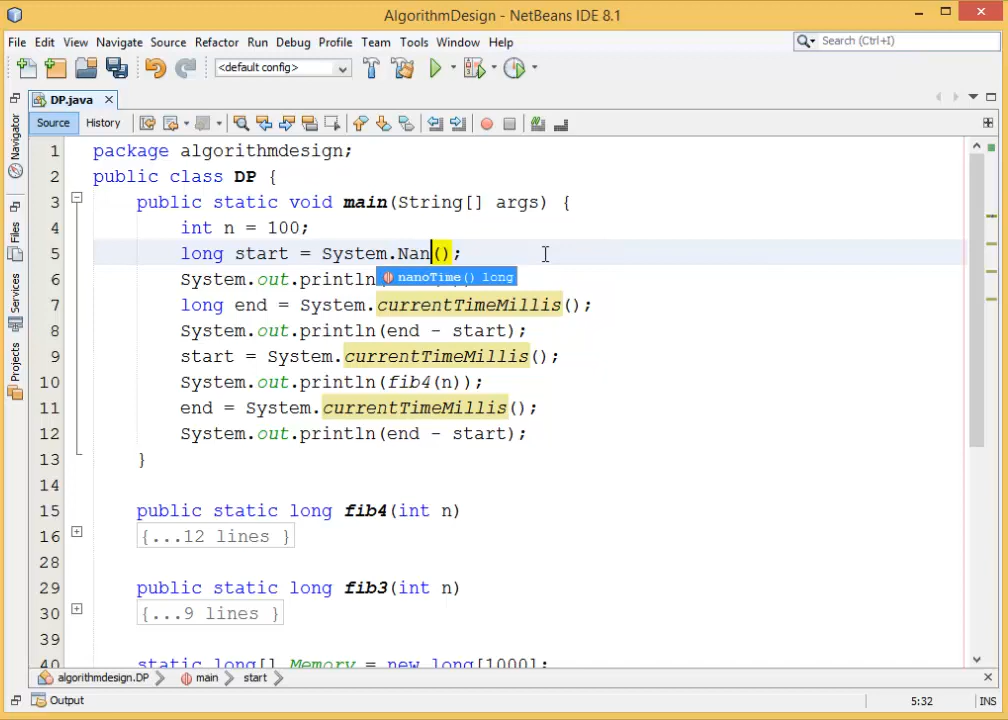 AlgorithmDesign - NetBeans IDE 8.1
File Edit View Navigate Source Refactor Run Debug Profile Team Tools Window Help
Search (Ctrl+I)
<default config>
DP.java
Source History
Navigator
Files
Services
Projects
1 package algorithmdesign;
2 public class DP {
3 public static void main(String[] args) {
4 int n = 100;
5 long start = System.Nan();
nanoTime() long
6 System.out.println
7 long end = System.currentTimeMillis();
8 System.out.println(end - start);
9 start = System.currentTimeMillis();
10 System.out.println(fib4(n));
11 end = System.currentTimeMillis();
12 System.out.println(end - start);
13 }
14
15 public static long fib4(int n)
16 {...12 lines }
28
29 public static long fib3(int n)
30 {...9 lines }
39
40 static long[] Memory = new long[1000];
algorithmdesign.DP main start
Output
5:32 INS